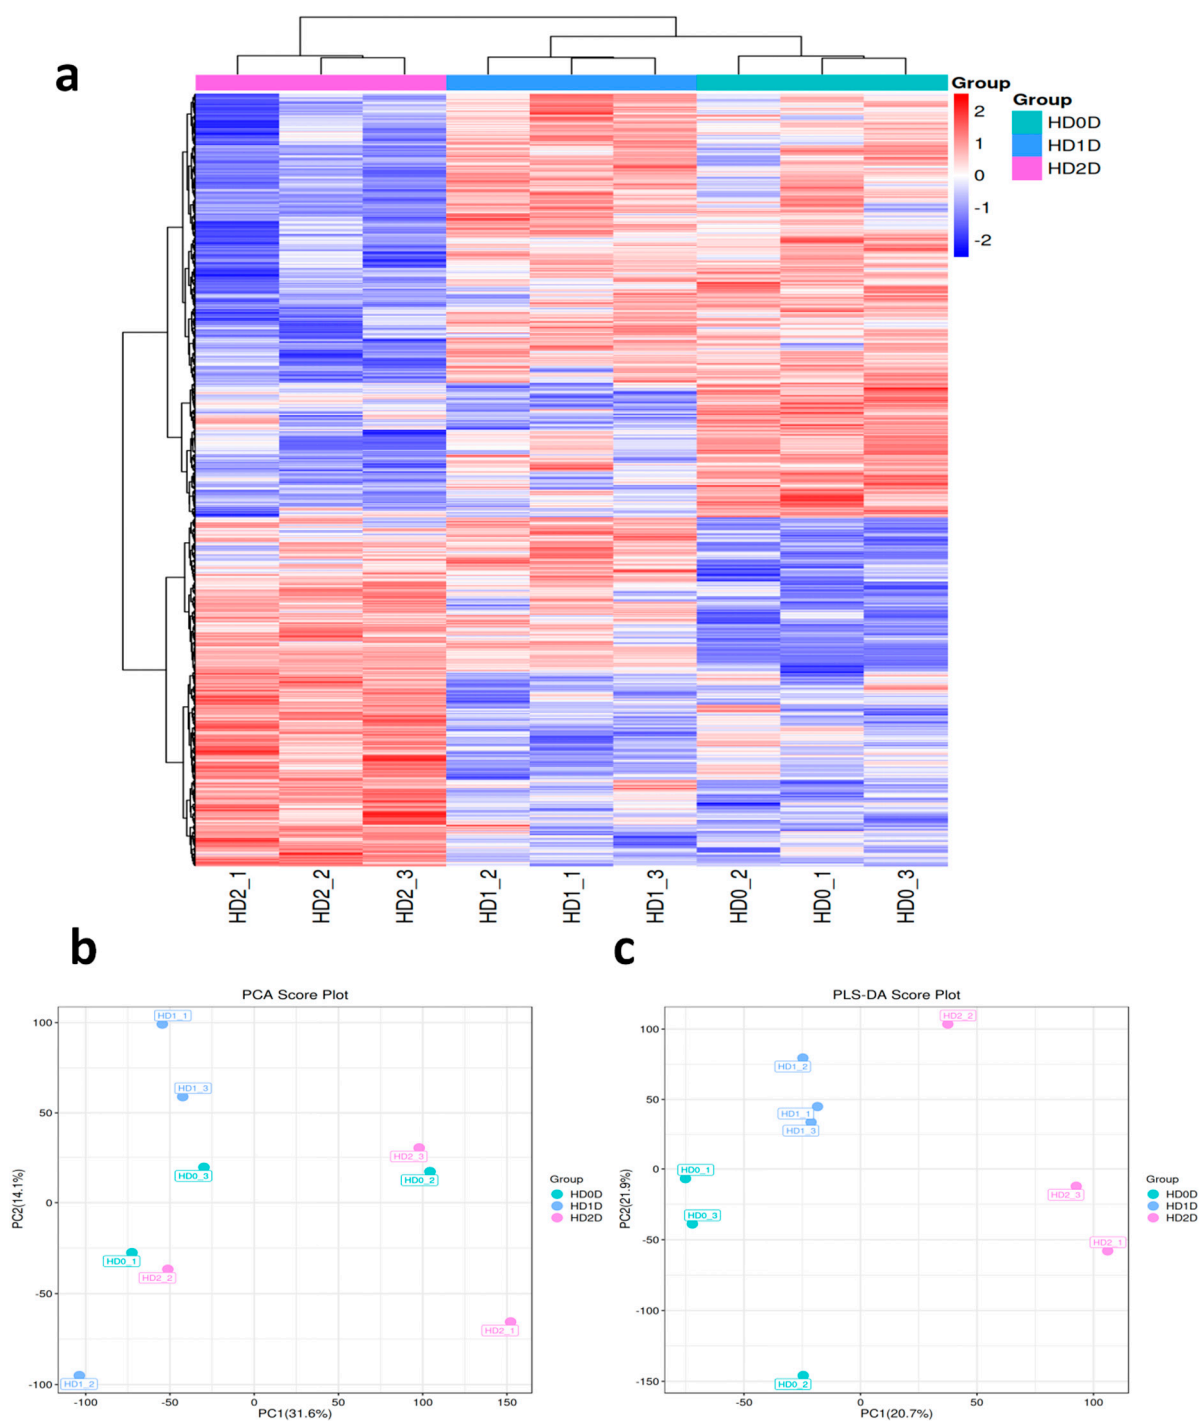 a
Group
2
1
0
-1
-2
Group
HD0D
HD1D
HD2D
HD2_1
HD2_2
HD2_3
HD1_2
HD1_1
HD1_3
HD0_2
HD0_1
HD0_3
b
PCA Score Plot
PC2(14.1%)
100
50
0
-50
-100
HD1_1
HD1_3
HD0_3
HD2_3
HD0_2
HD0_1
HD2_2
HD2_1
HD1_2
-100
-50
0
50
100
150
PC1(31.6%)
Group
HD0D
HD1D
HD2D
c
PLS-DA Score Plot
PC2(21.9%)
100
50
0
-50
-100
-150
HD2_2
HD1_2
HD1_1
HD1_3
HD0_1
HD2_3
HD0_3
HD2_1
HD0_2
-50
0
50
100
PC1(20.7%)
Group
HD0D
HD1D
HD2D